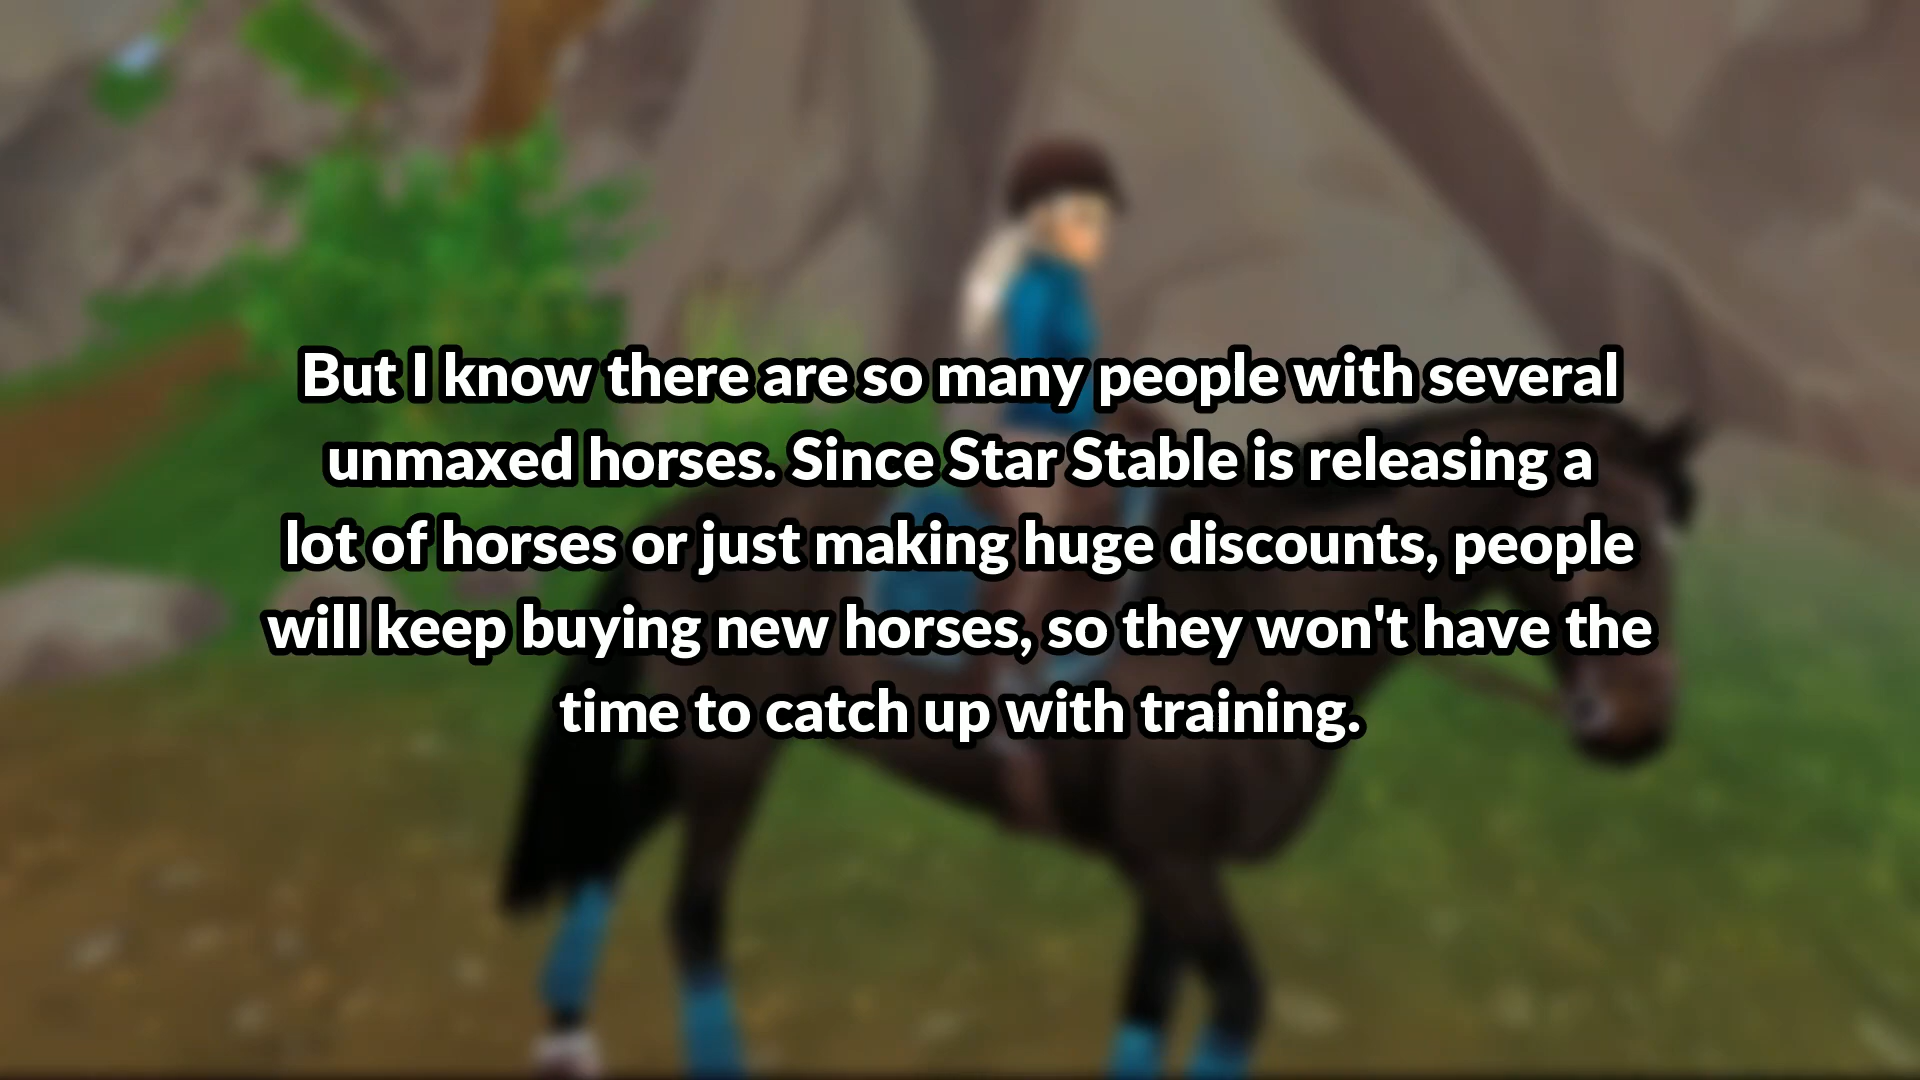 But I know there are so many people with several
unmaxed horses. Since Star Stable is releasing a
lot of horses or just making huge discounts, people
will keep buying new horses, so they won't have the
time to catch up with training.